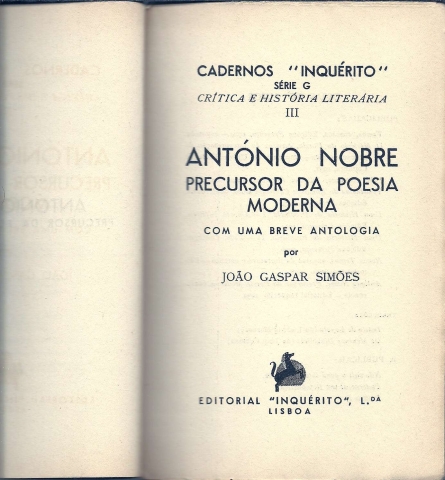 CADERNOS "INQUÉRITO"
SÉRIE G
CRÍTICA E HISTÓRIA LITERÁRIA
III
ANTÓNIO NOBRE
PRECURSOR DA POESIA
MODERNA
COM UMA BREVE ANTOLOGIA
por
JOÃO GASPAR SIMÕES
EDITORIAL "INQUÉRITO", L.DA
LISBOA